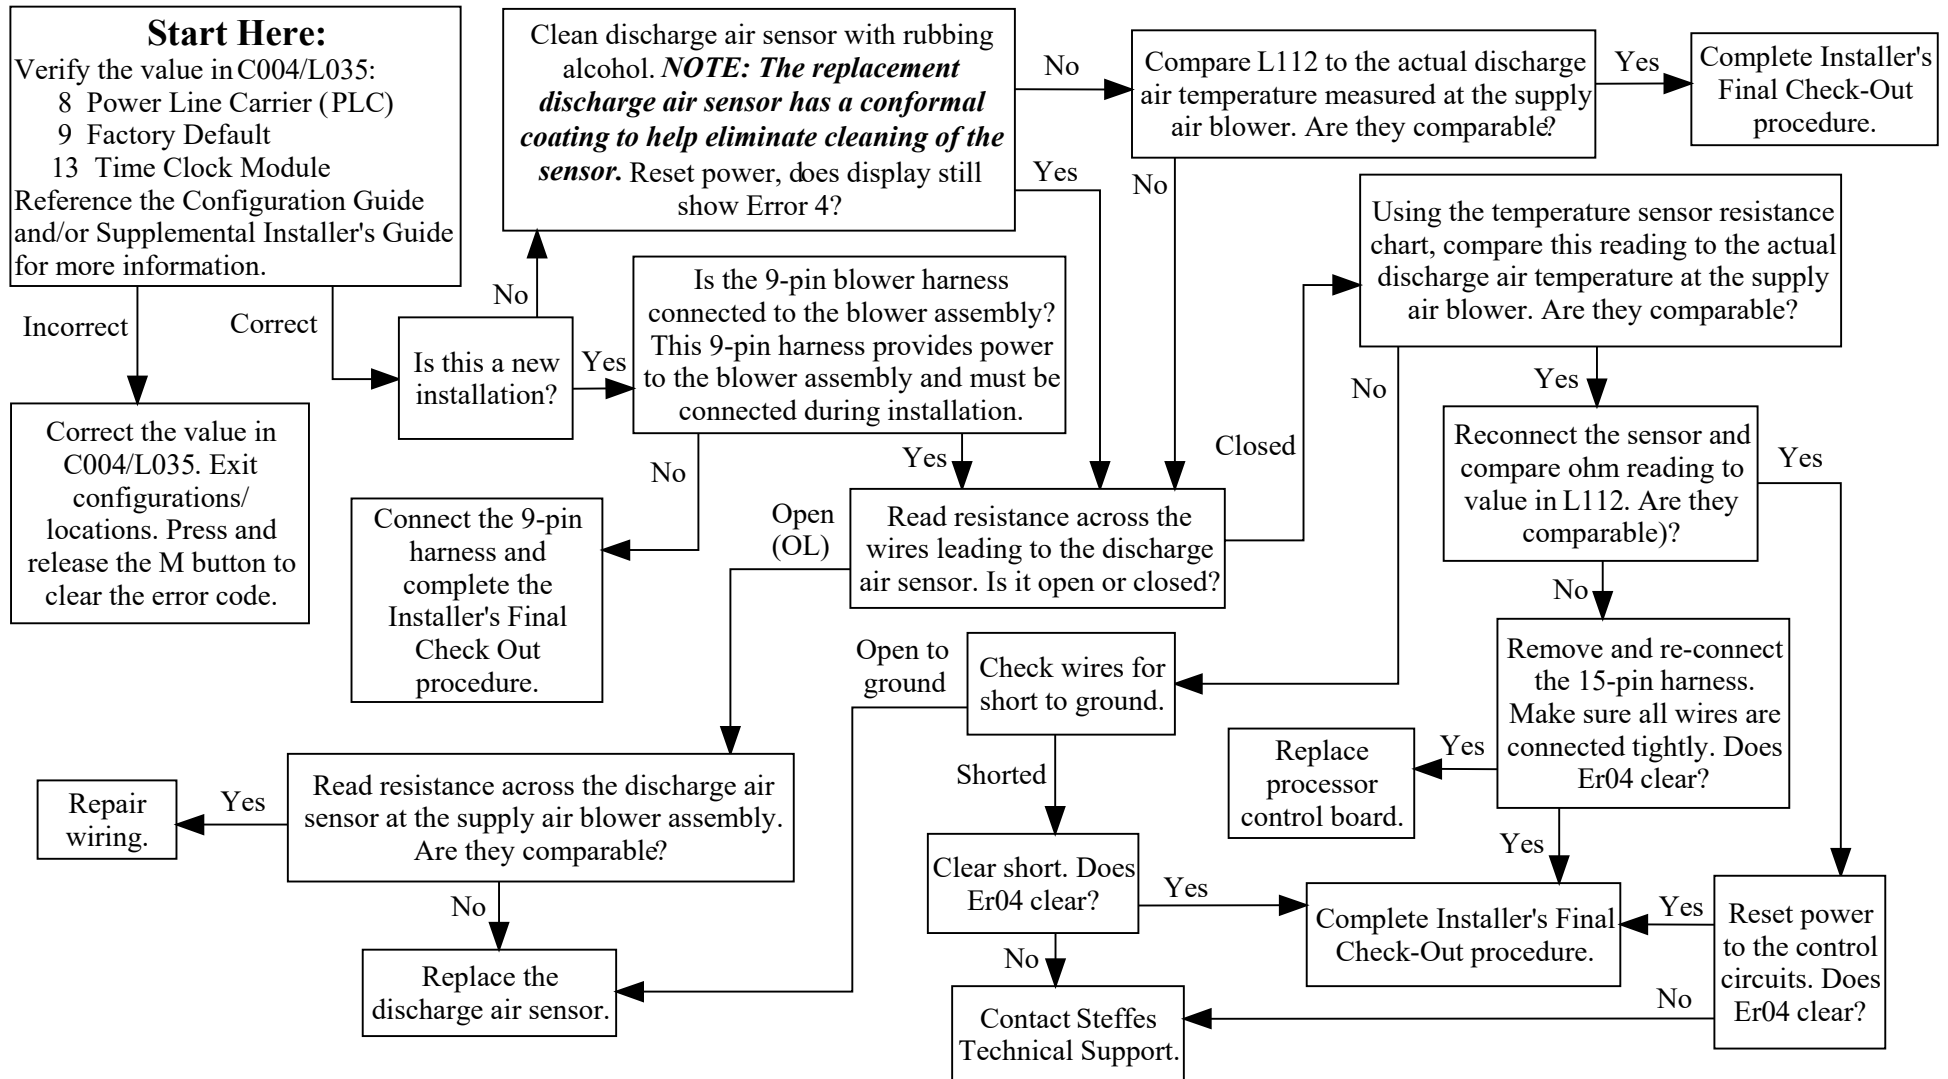 Start Here:
Verify the value in C004/L035:
8 Power Line Carrier (PLC)
9 Factory Default
13 Time Clock Module
Reference the Configuration Guide
and/or Supplemental Installer's Guide
for more information.
Incorrect
Correct
Correct the value in
C004/L035. Exit
configurations/
locations. Press and
release the M button to
clear the error code.
Is this a new
installation?
No
Yes
Clean discharge air sensor with rubbing
alcohol. NOTE: The replacement
discharge air sensor has a conformal
coating to help eliminate cleaning of the
sensor. Reset power, does display still
show Error 4?
No
Yes
Compare L112 to the actual discharge
air temperature measured at the supply
air blower. Are they comparable?
Yes
No
Complete Installer's
Final Check-Out
procedure.
Is the 9-pin blower harness
connected to the blower assembly?
This 9-pin harness provides power
to the blower assembly and must be
connected during installation.
No
Yes
Connect the 9-pin
harness and
complete the
Installer's Final
Check Out
procedure.
Read resistance across the
wires leading to the discharge
air sensor. Is it open or closed?
Open
(OL)
Closed
Using the temperature sensor resistance
chart, compare this reading to the actual
discharge air temperature at the supply
air blower. Are they comparable?
No
Yes
Reconnect the sensor and
compare ohm reading to
value in L112. Are they
comparable)?
Yes
No
Remove and re-connect
the 15-pin harness.
Make sure all wires are
connected tightly. Does
Er04 clear?
Yes
Yes
Replace
processor
control board.
Check wires for
short to ground.
Open to
ground
Shorted
Read resistance across the discharge air
sensor at the supply air blower assembly.
Are they comparable?
Yes
No
Repair
wiring.
Replace the
discharge air sensor.
Clear short. Does
Er04 clear?
Yes
No
Complete Installer's Final
Check-Out procedure.
Reset power
to the control
circuits. Does
Er04 clear?
Yes
No
Contact Steffes
Technical Support.